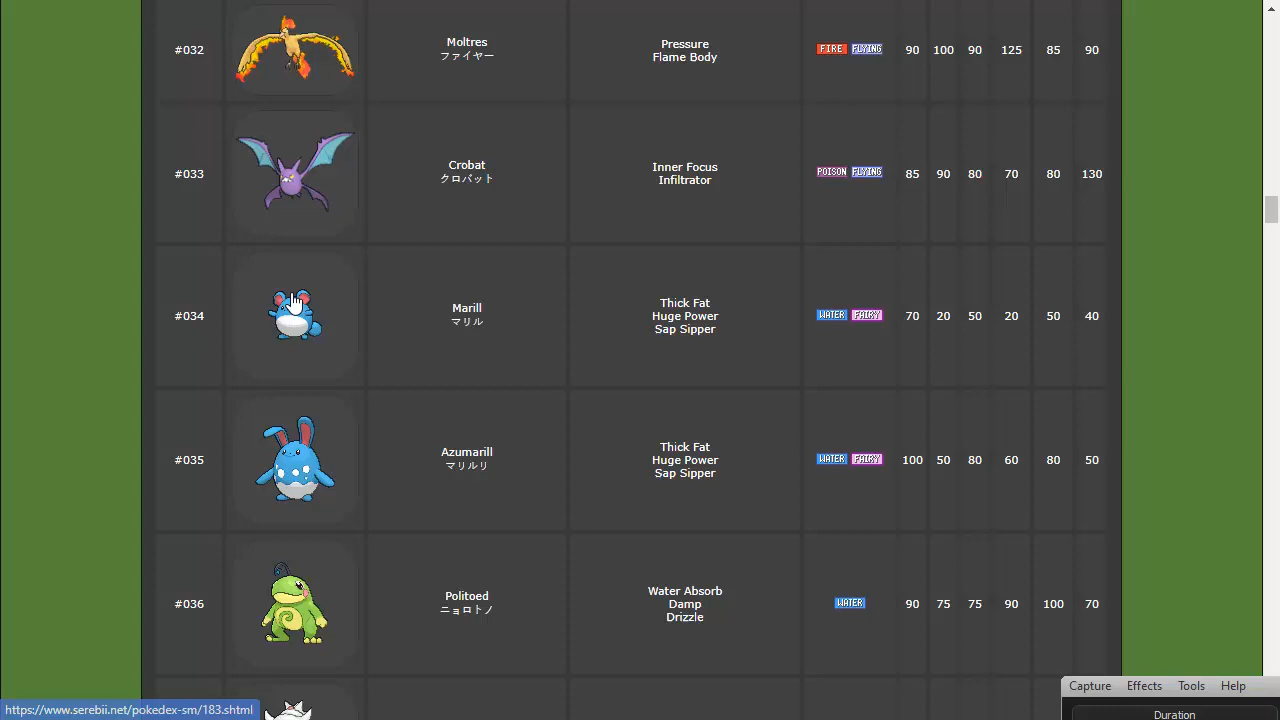 #032
Moltres
ファイヤー
Pressure
Flame Body
FIRE FLYING
90 100 90 125 85 90
#033
Crobat
クロバット
Inner Focus
Infiltrator
POISON FLYING
85 90 80 70 80 130
#034
Marill
マリル
Thick Fat
Huge Power
Sap Sipper
WATER FAIRY
70 20 50 20 50 40
#035
Azumarill
マリルリ
Thick Fat
Huge Power
Sap Sipper
WATER FAIRY
100 50 80 60 80 50
#036
Politoed
ニョロトノ
Water Absorb
Damp
Drizzle
WATER
90 75 75 90 100 70
Capture Effects Tools Help
Duration
https://www.serebii.net/pokedex-sm/183.shtml